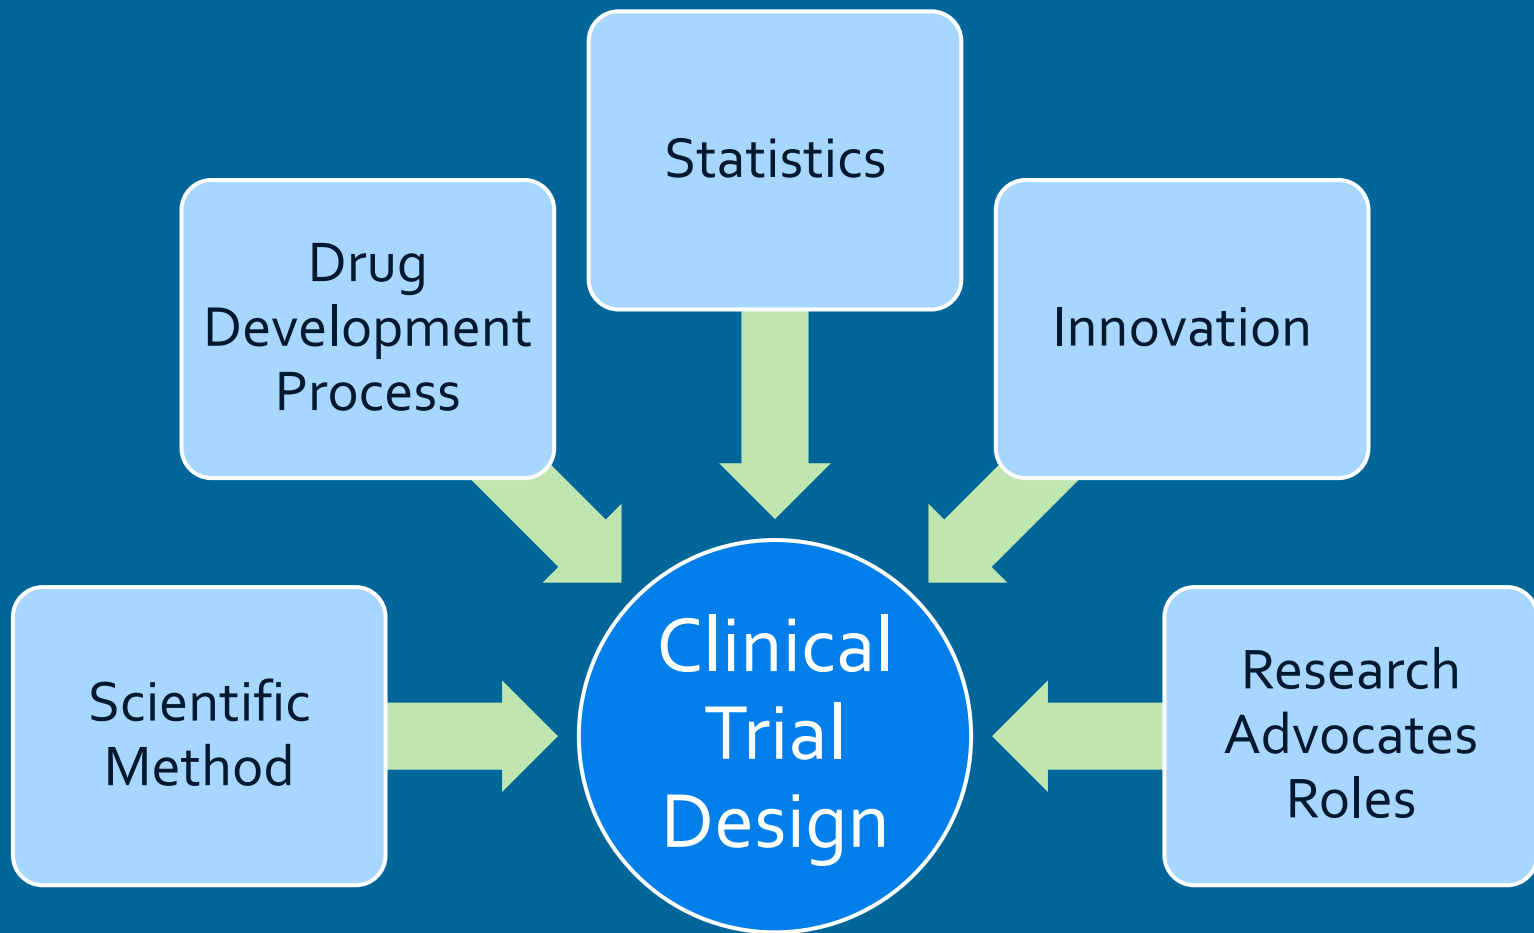 Statistics
Drug
Development
Process
Innovation
Scientific
Method
Clinical
Trial
Design
Research
Advocates
Roles